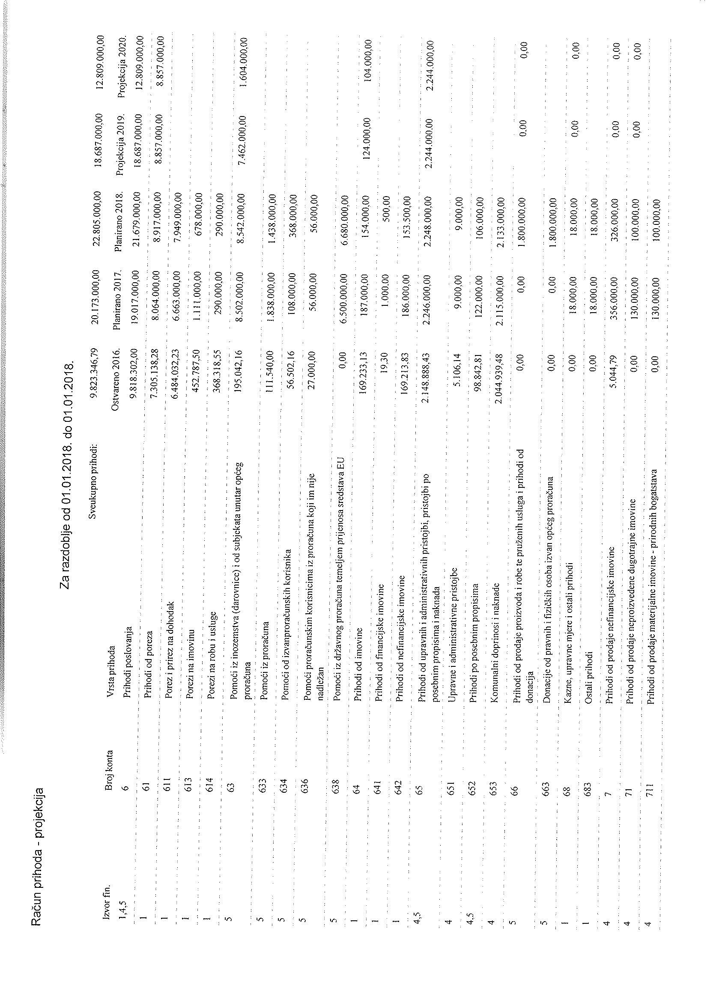 Račun prihoda - projekcija
Za razdoblje od 01.01.2018. do 01.01.2018.
Sveukupno prihodi: 9.823.346,79 20.173.000,00 22.805.000,00 18.687.000,00 12.809.000,00
Izvor fin. Broj konta Vrsta prihoda Ostvareno 2016. Planirano 2017. Planirano 2018. Projekcija 2019. Projekcija 2020.
1,4,5 6 Prihodi poslovanja 9.818.302,00 19.017.000,00 21.679.000,00 18.687.000,00 12.809.000,00
1 61 Prihodi od poreza 7.305.138,28 8.064.000,00 8.917.000,00 8.857.000,00 8.857.000,00
1 611 Porez i prirez na dohodak 6.484.032,23 6.663.000,00 7.949.000,00
1 613 Porezi na imovinu 452.787,50 1.111.000,00 678.000,00
1 614 Porezi na robu i usluge 368.318,55 290.000,00 290.000,00
5 63 Pomoći iz inozemstva (darovnice) i od subjekata unutar općeg 195.042,16 8.502.000,00 8.542.000,00 7.462.000,00 1.604.000,00
proračuna
5 633 Pomoći iz proračuna 111.540,00 1.838.000,00 1.438.000,00
5 634 Pomoći od izvanproračunskih korisnika 56.502,16 108.000,00 368.000,00
5 636 Pomoći proračunskim korisnicima iz proračuna koji im nije 27.000,00 56.000,00 56.000,00
nadležan
5 638 Pomoći iz državnog proračuna temeljem prijenosa sredstava EU 0,00 6.500.000,00 6.680.000,00
1 64 Prihodi od imovine 169.233,13 187.000,00 154.000,00 124.000,00 104.000,00
1 641 Prihodi od financijske imovine 19,30 1.000,00 500,00
1 642 Prihodi od nefinancijske imovine 169.213,83 186.000,00 153.500,00
4,5 65 Prihodi od upravnih i administrativnih pristojbi, pristojbi po 2.148.888,43 2.246.000,00 2.248.000,00 2.244.000,00 2.244.000,00
posebnim propisima i naknada
4 651 Upravne i administrativne pristojbe 5.106,14 9.000,00 9.000,00
4,5 652 Prihodi po posebnim propisima 98.842,81 122.000,00 106.000,00
4 653 Komunalni doprinosi i naknade 2.044.939,48 2.115.000,00 2.133.000,00
5 66 Prihodi od prodaje proizvoda i robe te pruženih usluga i prihodi od 0,00 0,00 1.800.000,00 0,00 0,00
donacija
5 663 Donacije od pravnih i fizičkih osoba izvan općeg proračuna 0,00 0,00 1.800.000,00
1 68 Kazne, upravne mjere i ostali prihodi 0,00 18.000,00 18.000,00 0,00 0,00
1 683 Ostali prihodi 0,00 18.000,00 18.000,00
4 7 Prihodi od prodaje nefinancijske imovine 5.044,79 356.000,00 326.000,00 0,00 0,00
4 71 Prihodi od prodaje neproizvedene dugotrajne imovine 0,00 130.000,00 100.000,00 0,00 0,00
4 711 Prihodi od prodaje materijalne imovine - prirodnih bogatstava 0,00 130.000,00 100.000,00